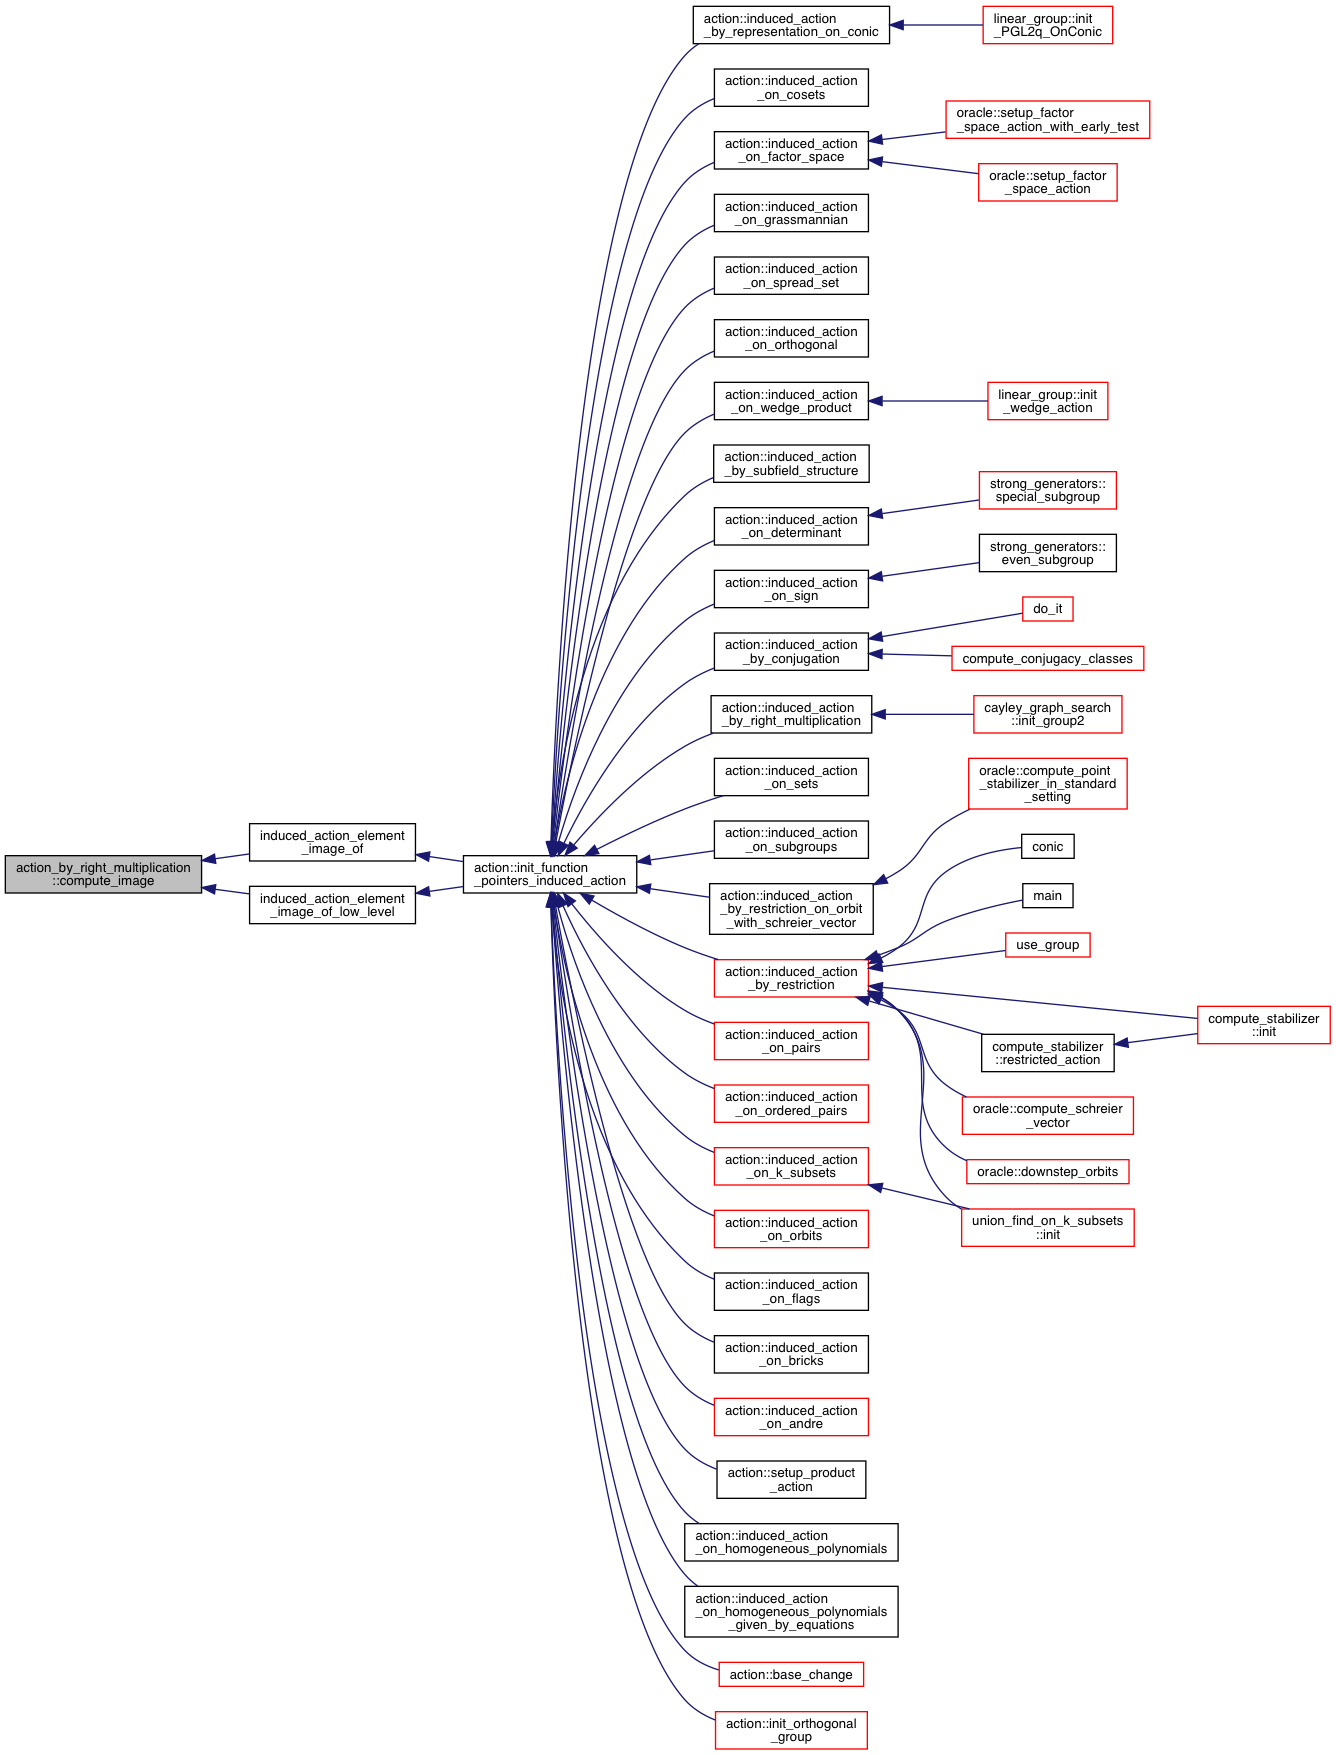 action_by_right_multiplication
::compute_image
induced_action_element
_image_of
induced_action_element
_image_of_low_level
action::init_function
_pointers_induced_action
action::induced_action
_by_representation_on_conic
linear_group::init
_PGL2q_OnConic
action::induced_action
_on_cosets
action::induced_action
_on_factor_space
oracle::setup_factor
_space_action_with_early_test
oracle::setup_factor
_space_action
action::induced_action
_on_grassmannian
action::induced_action
_on_spread_set
action::induced_action
_on_orthogonal
action::induced_action
_on_wedge_product
linear_group::init
_wedge_action
action::induced_action
_by_subfield_structure
action::induced_action
_on_determinant
strong_generators::
special_subgroup
action::induced_action
_on_sign
strong_generators::
even_subgroup
action::induced_action
_by_conjugation
do_it
compute_conjugacy_classes
action::induced_action
_by_right_multiplication
cayley_graph_search
::init_group2
action::induced_action
_on_sets
action::induced_action
_on_subgroups
action::induced_action
_by_restriction_on_orbit
_with_schreier_vector
oracle::compute_point
_stabilizer_in_standard
_setting
action::induced_action
_by_restriction
conic
main
use_group
compute_stabilizer
::restricted_action
compute_stabilizer
::init
oracle::compute_schreier
_vector
oracle::downstep_orbits
union_find_on_k_subsets
::init
action::induced_action
_on_pairs
action::induced_action
_on_ordered_pairs
action::induced_action
_on_k_subsets
action::induced_action
_on_orbits
action::induced_action
_on_flags
action::induced_action
_on_bricks
action::induced_action
_on_andre
action::setup_product
_action
action::induced_action
_on_homogeneous_polynomials
action::induced_action
_on_homogeneous_polynomials
_given_by_equations
action::base_change
action::init_orthogonal
_group